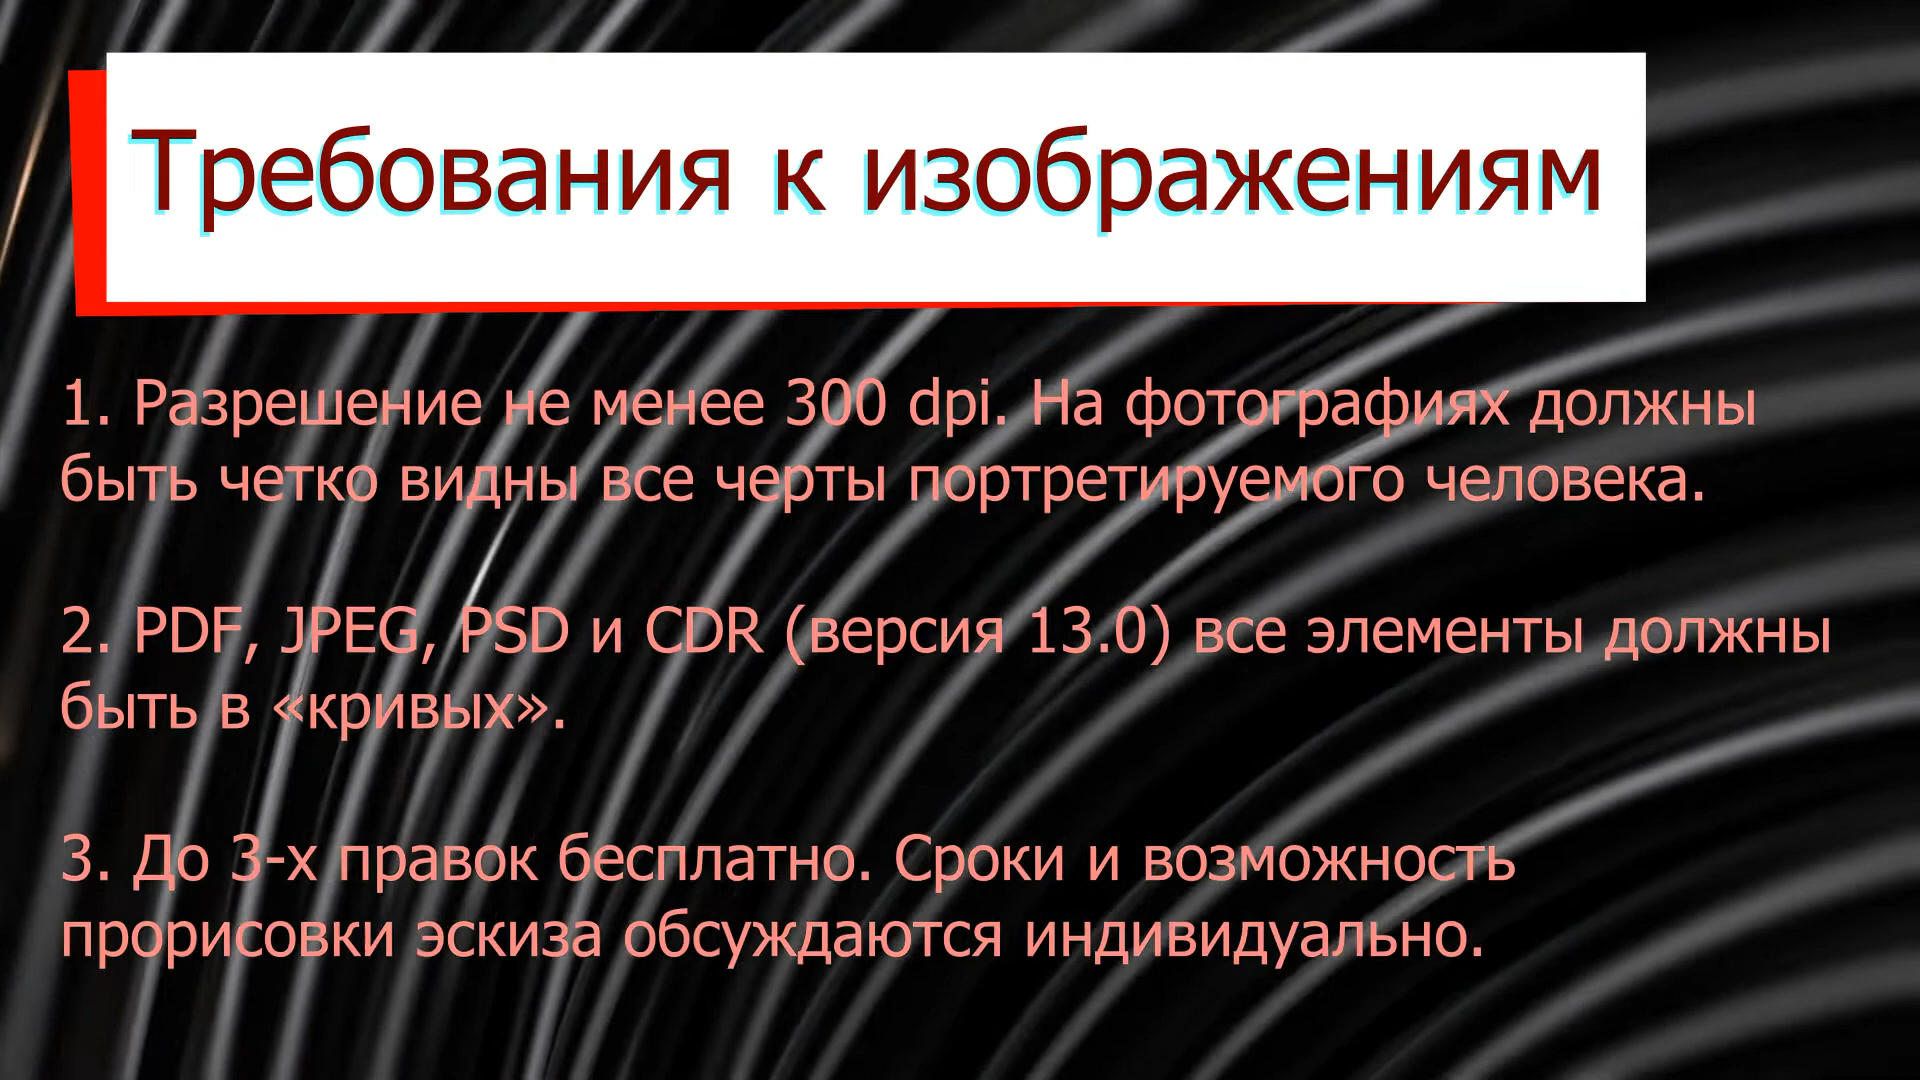 Требования к изображениям
1. Разрешение не менее 300 dpi. На фотографиях должны
быть четко видны все черты портретируемого человека.
2. PDF, JPEG, PSD и CDR (версия 13.0) все элементы должны
быть в «кривых».
3. До 3-х правок бесплатно. Сроки и возможность
прорисовки эскиза обсуждаются индивидуально.